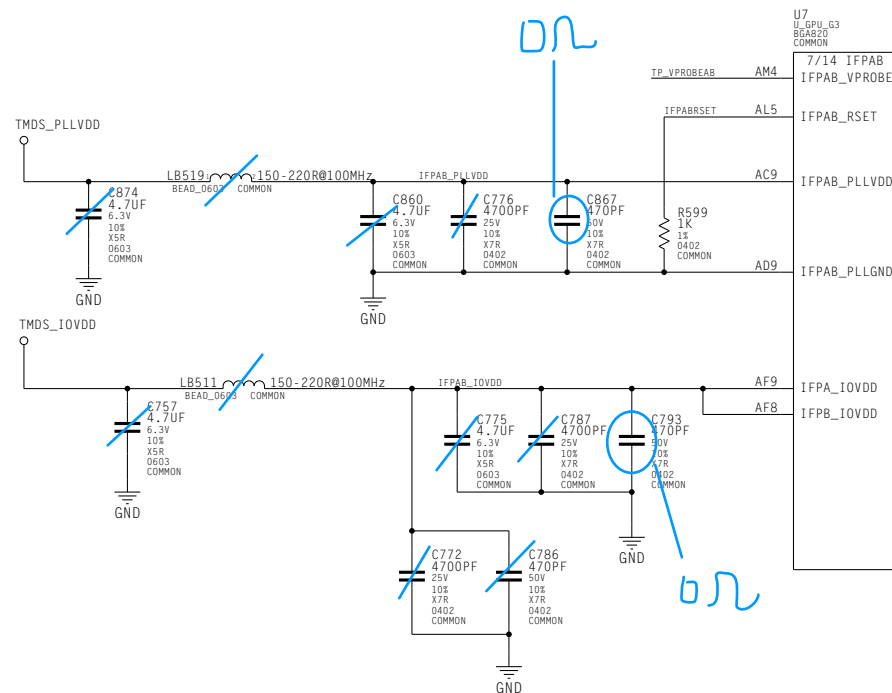 0Ω
U7
U_GPU_G3
BGA820
COMMON
7/14 IFPAB
TP_VPROBEAB
AM4
IFPAB_VPROBE
IFPABRSET
AL5
IFPAB_RSET
TMDS_PLLVDD
LB519
1
2
150-220R@100MHz
BEAD_0603
COMMON
IFPAB_PLLVDD
AC9
IFPAB_PLLVDD
C874
4.7UF
6.3V
10%
X5R
0603
COMMON
GND
C860
4.7UF
6.3V
10%
X5R
0603
COMMON
GND
C776
4700PF
25V
10%
X7R
0402
COMMON
C867
470PF
50V
10%
X7R
0402
COMMON
R599
1K
1%
0402
COMMON
AD9
IFPAB_PLLGND
TMDS_IOVDD
LB511
150-220R@100MHz
BEAD_0603
COMMON
IFPAB_IOVDD
AF9
IFPA_IOVDD
AF8
IFPB_IOVDD
C757
4.7UF
6.3V
10%
X5R
0603
COMMON
GND
C775
4.7UF
6.3V
10%
X5R
0603
COMMON
C787
4700PF
25V
10%
X7R
0402
COMMON
C793
470PF
50V
10%
X7R
0402
COMMON
GND
C772
4700PF
25V
10%
X7R
0402
COMMON
C786
470PF
50V
10%
X7R
0402
COMMON
GND
0Ω